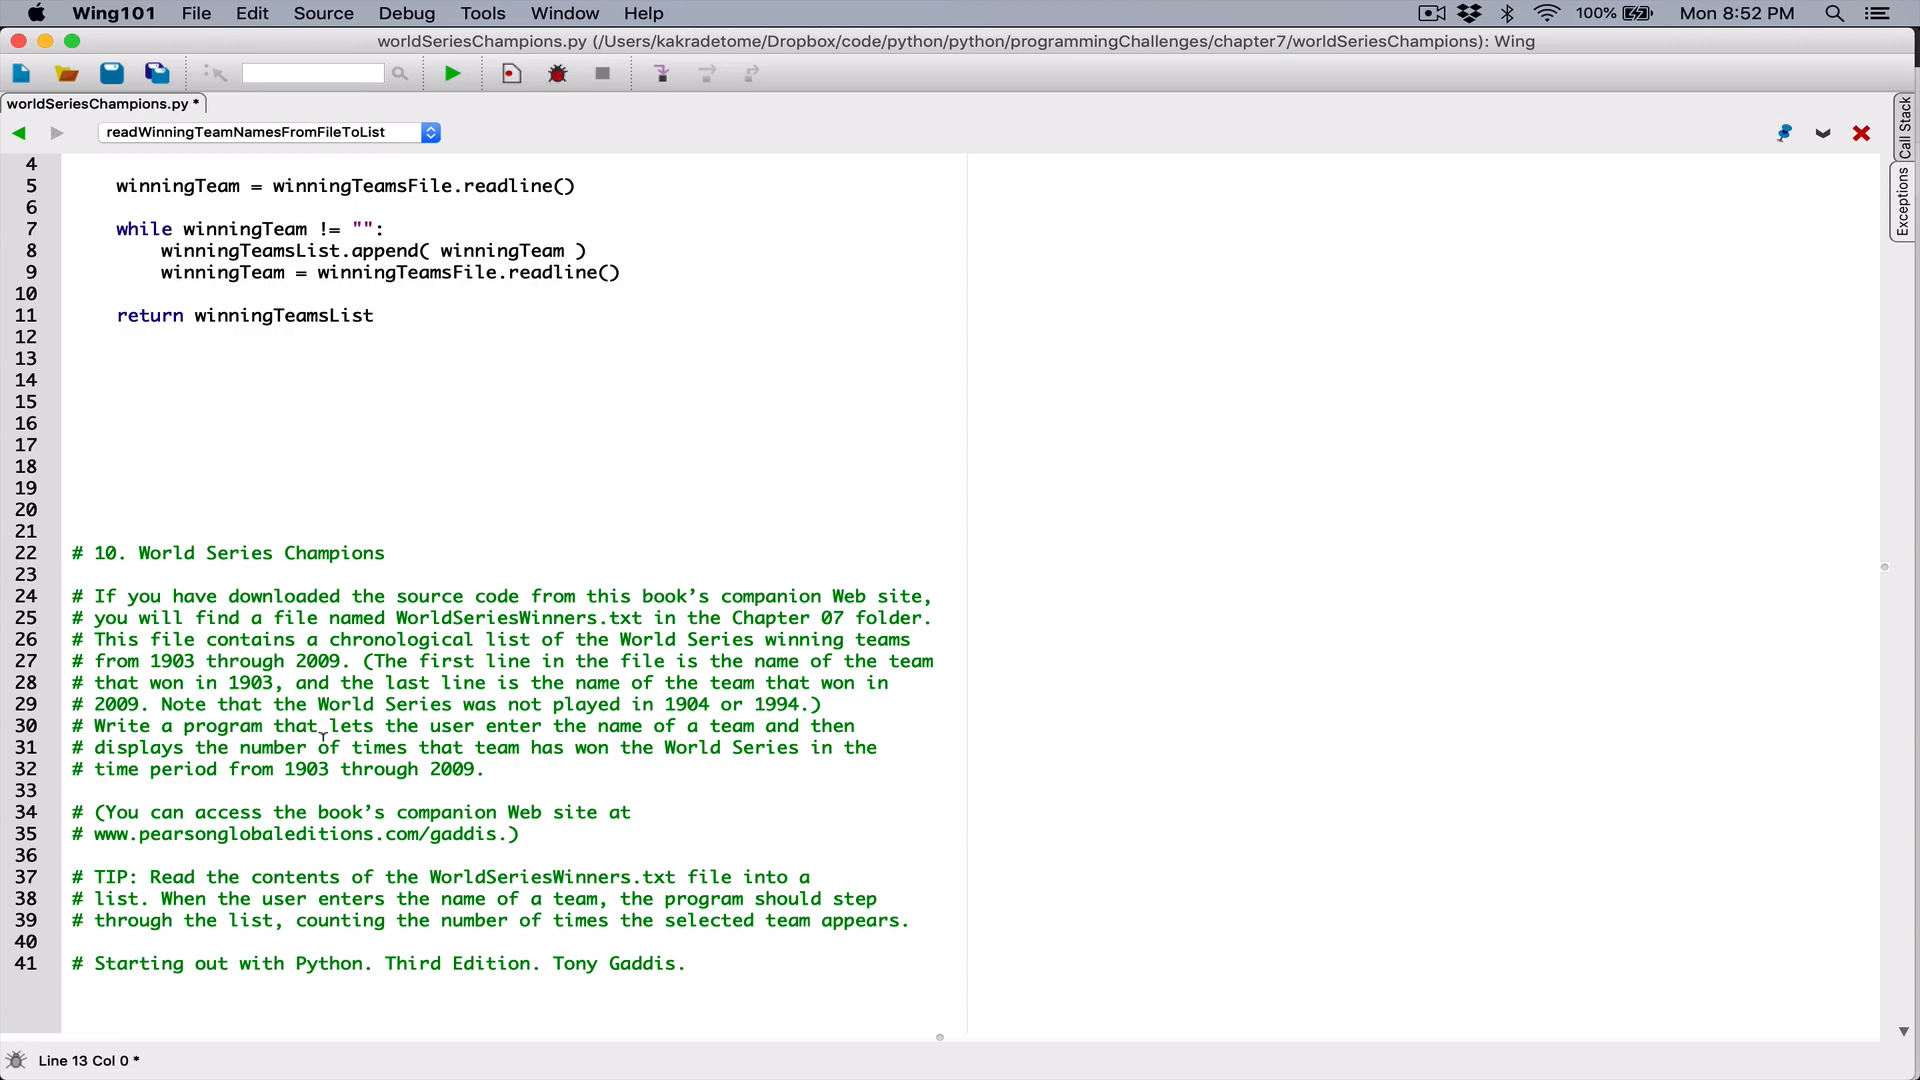 Wing101 File Edit Source Debug Tools Window Help 100% Mon 8:52 PM
worldSeriesChampions.py (/Users/kakradetome/Dropbox/code/python/python/programmingChallenges/chapter7/worldSeriesChampions): Wing
worldSeriesChampions.py *
readWinningTeamNamesFromFileToList
Call Stack
Exceptions
4
5 winningTeam = winningTeamsFile.readline()
6
7 while winningTeam != "":
8 winningTeamsList.append( winningTeam )
9 winningTeam = winningTeamsFile.readline()
10
11 return winningTeamsList
12
13
14
15
16
17
18
19
20
21
22 # 10. World Series Champions
23
24 # If you have downloaded the source code from this book’s companion Web site,
25 # you will find a file named WorldSeriesWinners.txt in the Chapter 07 folder.
26 # This file contains a chronological list of the World Series winning teams
27 # from 1903 through 2009. (The first line in the file is the name of the team
28 # that won in 1903, and the last line is the name of the team that won in
29 # 2009. Note that the World Series was not played in 1904 or 1994.)
30 # Write a program that lets the user enter the name of a team and then
31 # displays the number of times that team has won the World Series in the
32 # time period from 1903 through 2009.
33
34 # (You can access the book’s companion Web site at
35 # www.pearsonglobaleditions.com/gaddis.)
36
37 # TIP: Read the contents of the WorldSeriesWinners.txt file into a
38 # list. When the user enters the name of a team, the program should step
39 # through the list, counting the number of times the selected team appears.
40
41 # Starting out with Python. Third Edition. Tony Gaddis.
Line 13 Col 0 *